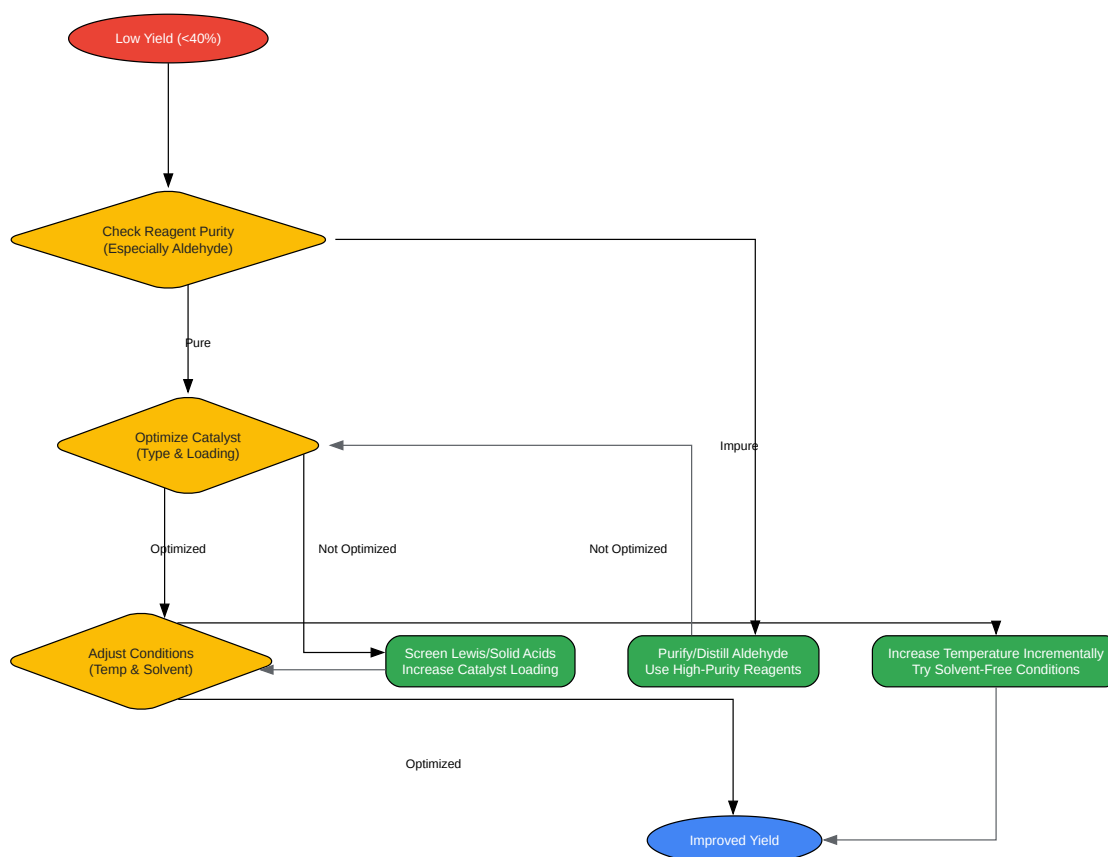 Low Yield (<40%)
Check Reagent Purity
(Especially Aldehyde)
Pure
Optimize Catalyst
(Type & Loading)
Impure
Optimized
Not Optimized
Not Optimized
Adjust Conditions
(Temp & Solvent)
Screen Lewis/Solid Acids
Increase Catalyst Loading
Purify/Distill Aldehyde
Use High-Purity Reagents
Increase Temperature Incrementally
Try Solvent-Free Conditions
Optimized
Improved Yield